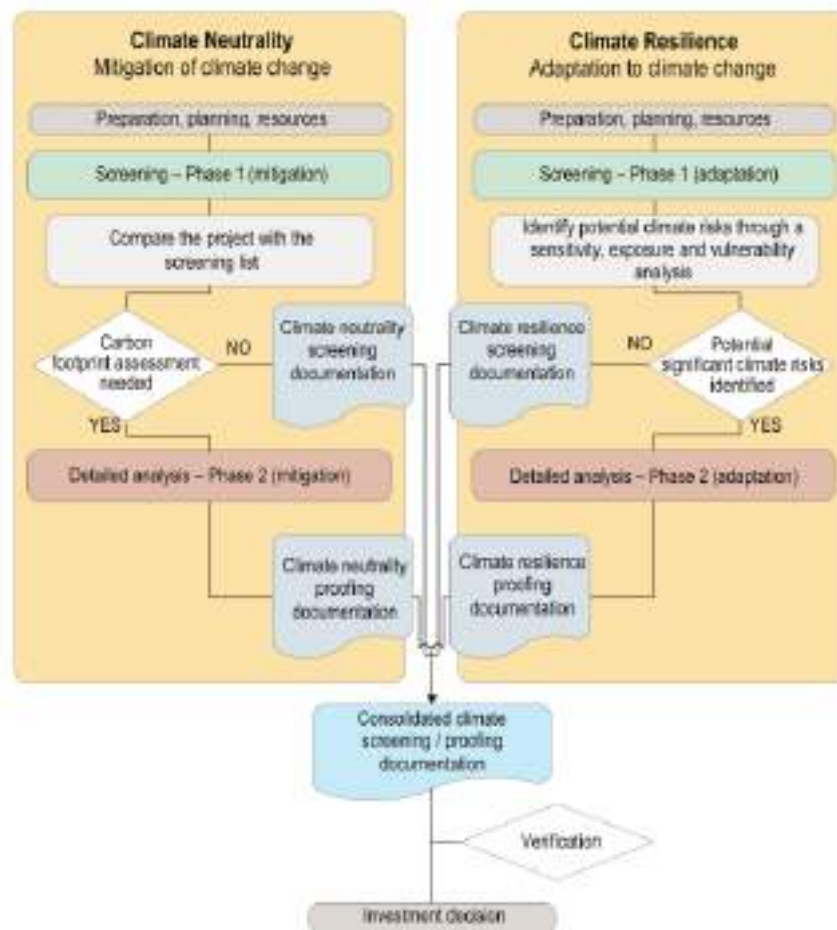 Climate Neutrality
Mitigation of climate change
Preparation, planning, resources
Screening – Phase 1 (mitigation)
Compare the project with the
screening list
Carbon
footprint assessment
needed
NO
YES
Climate neutrality
screening
documentation
Detailed analysis – Phase 2 (mitigation)
Climate neutrality
proofing
documentation
Climate Resilience
Adaptation to climate change
Preparation, planning, resources
Screening – Phase 1 (adaptation)
Identify potential climate risks through a
sensitivity, exposure and vulnerability
analysis
Climate resilience
screening
documentation
NO
Potential
significant climate risks
identified
YES
Detailed analysis – Phase 2 (adaptation)
Climate resilience
proofing
documentation
Consolidated climate
screening / proofing
documentation
Verification
Investment decision